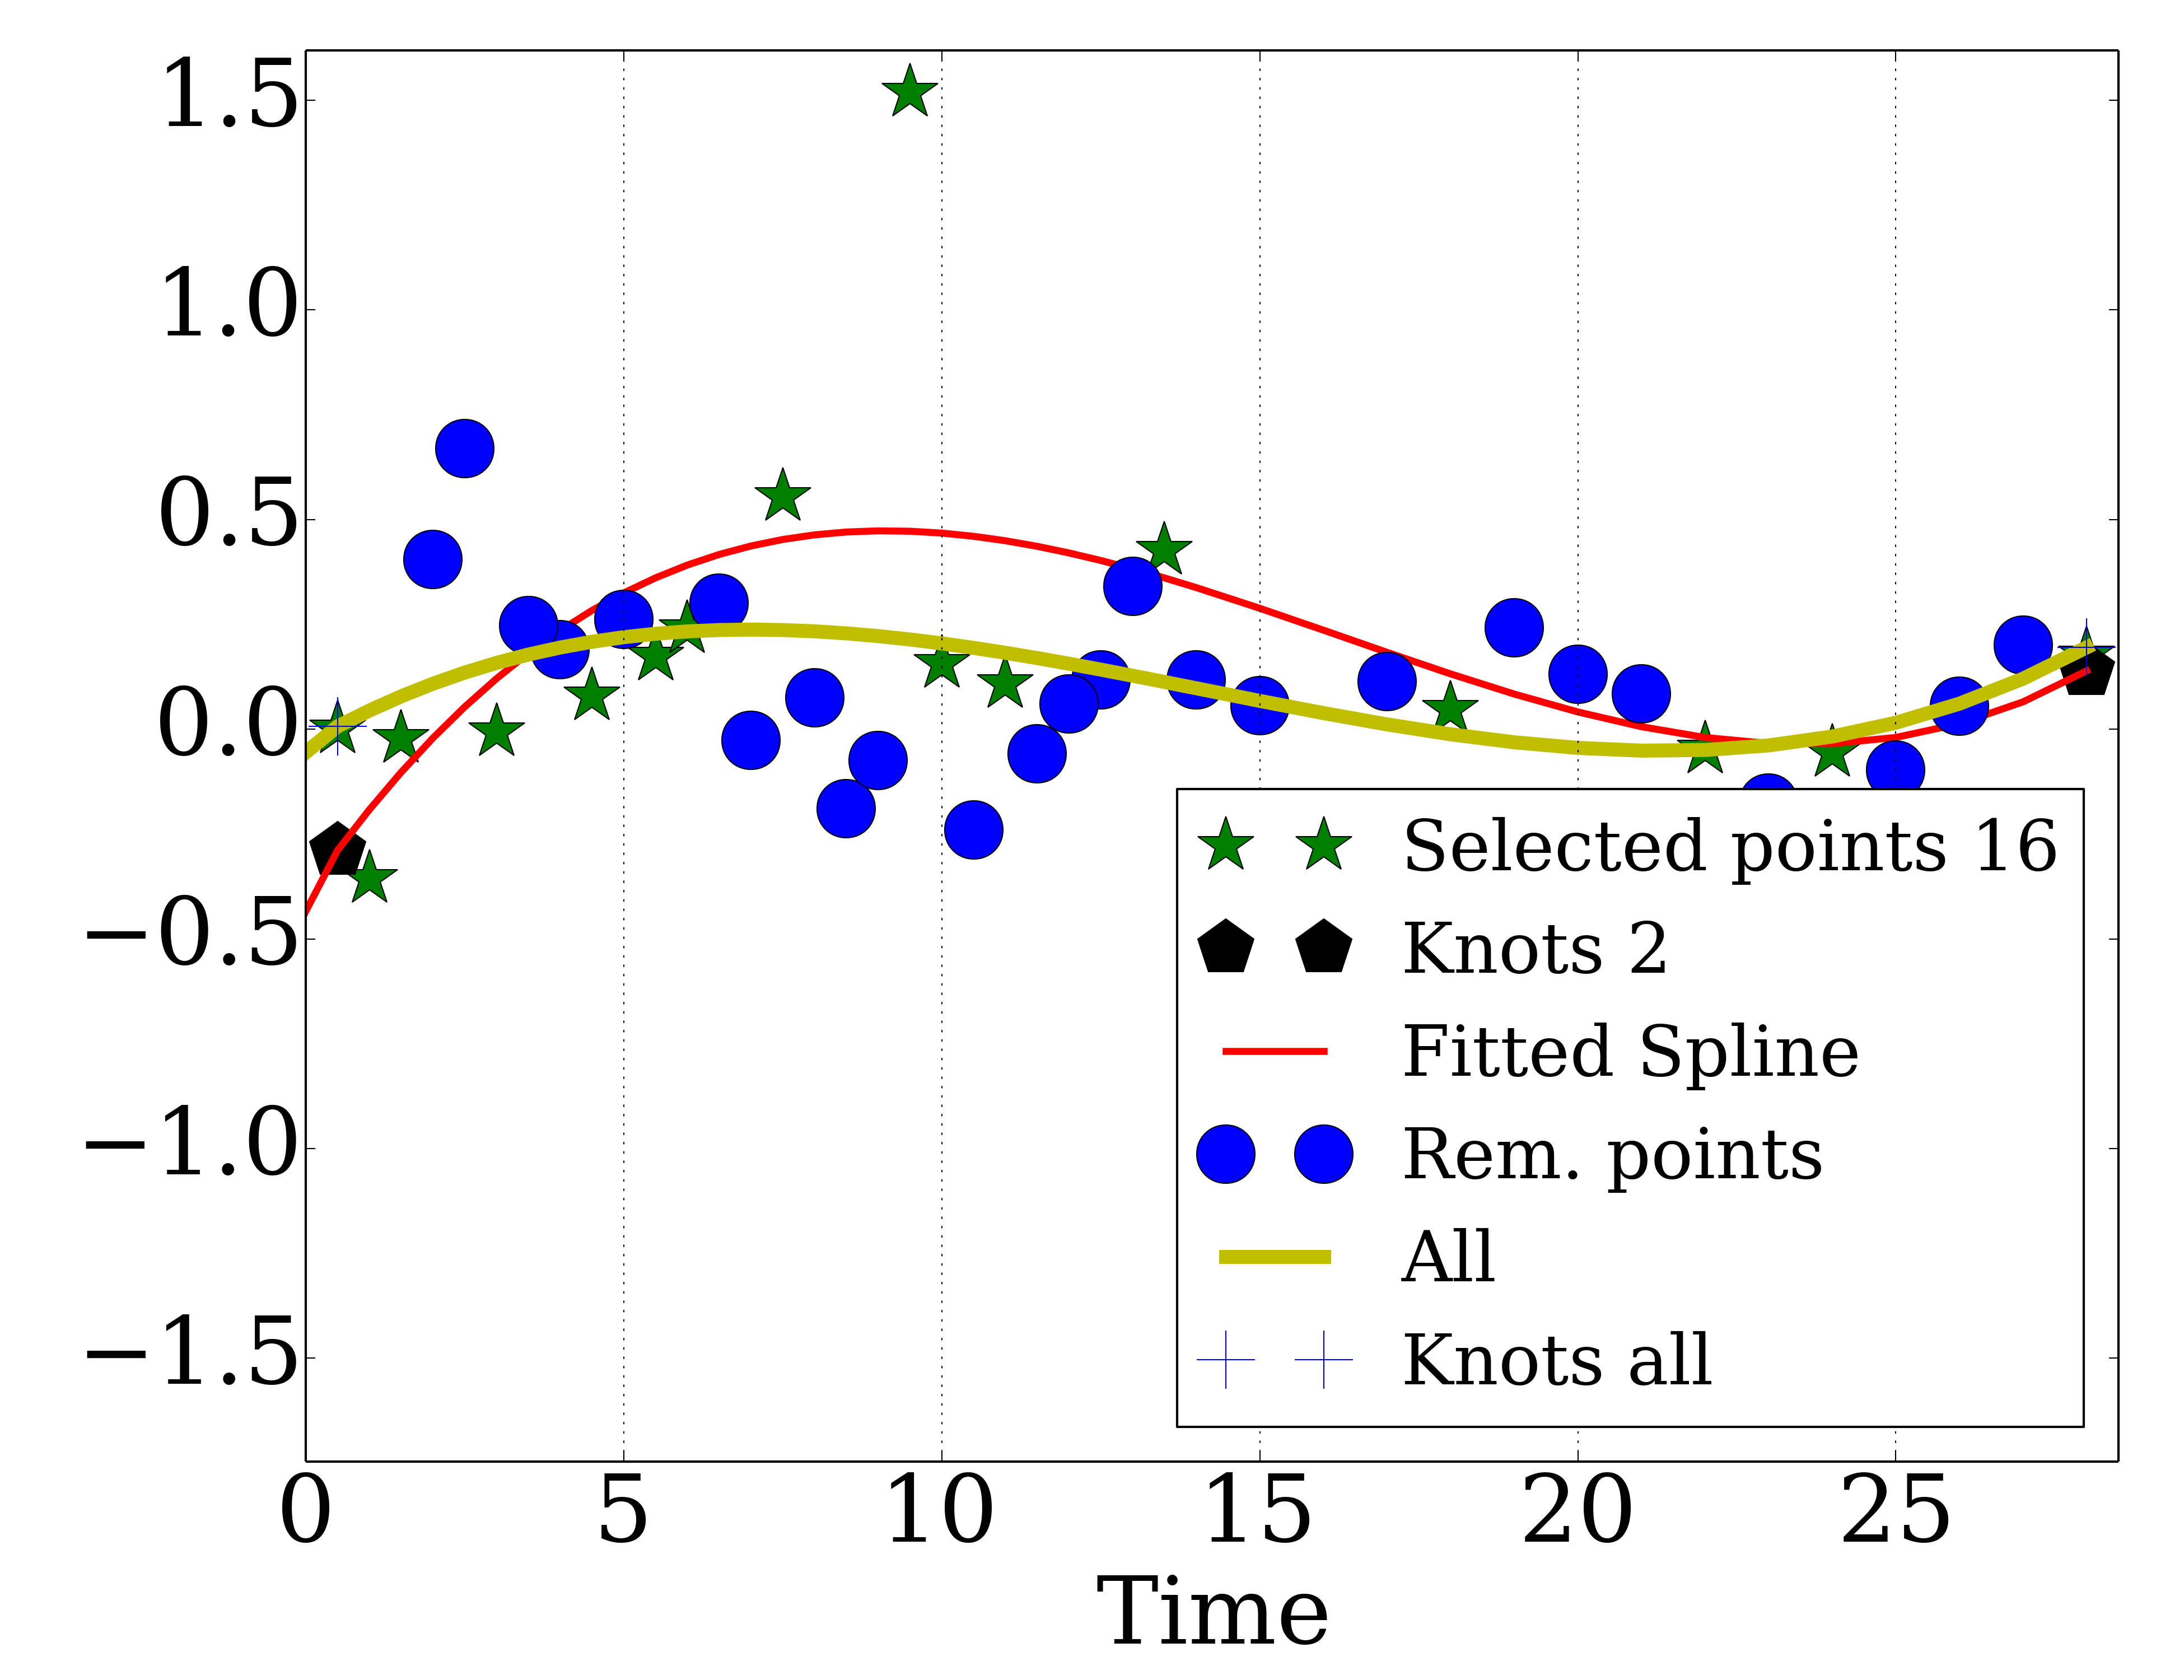 1.5
1.0
0.5
0.0
−0.5
−1.0
−1.5
0 5 10 15 20 25
Time
Selected points 16
Knots 2
Fitted Spline
Rem. points
All
Knots all